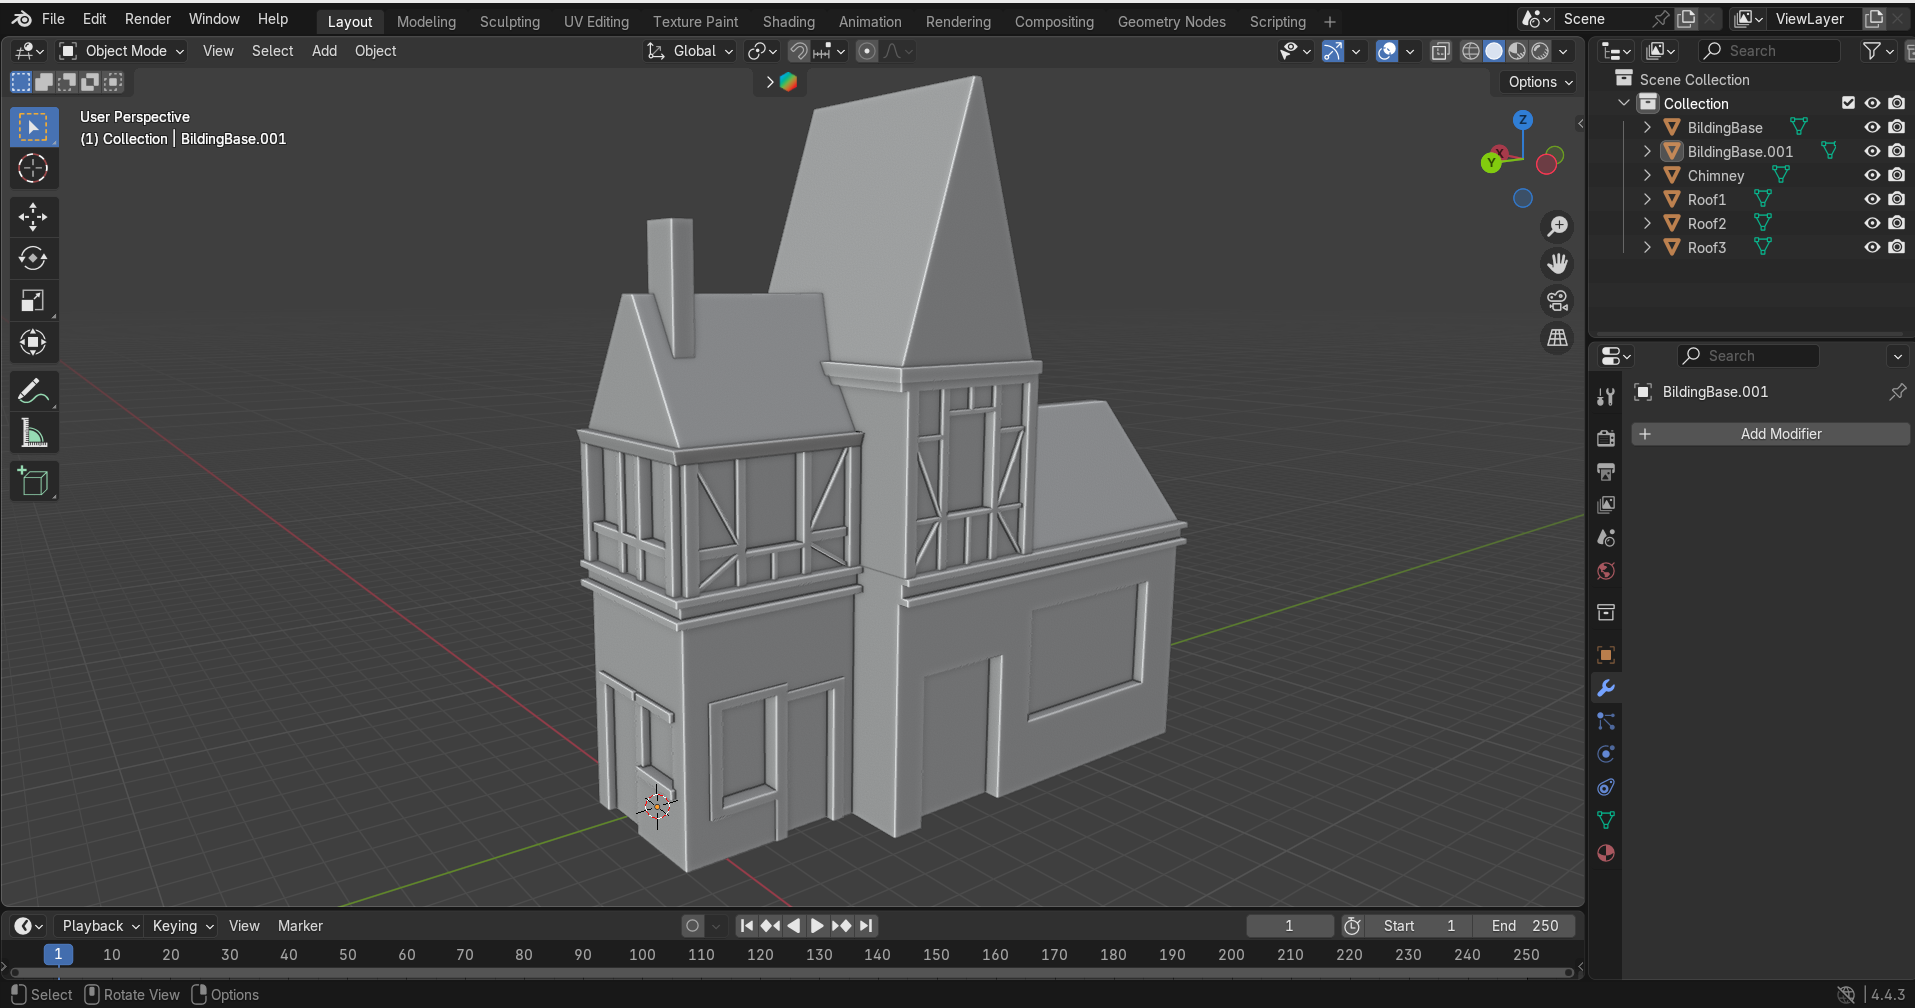 File Edit Render Window Help Layout Modeling Sculpting UV Editing Texture Paint Shading Animation Rendering Compositing Geometry Nodes Scripting + Scene ViewLayer
Object Mode View Select Add Object Global Search
Options
User Perspective
(1) Collection | BildingBase.001
Z
X
Y
Scene Collection
Collection
BildingBase
BildingBase.001
Chimney
Roof1
Roof2
Roof3
Search
BildingBase.001
+ Add Modifier
Playback Keying View Marker 1 Start 1 End 250
1 10 20 30 40 50 60 70 80 90 100 110 120 130 140 150 160 170 180 190 200 210 220 230 240 250
Select Rotate View Options 4.4.3